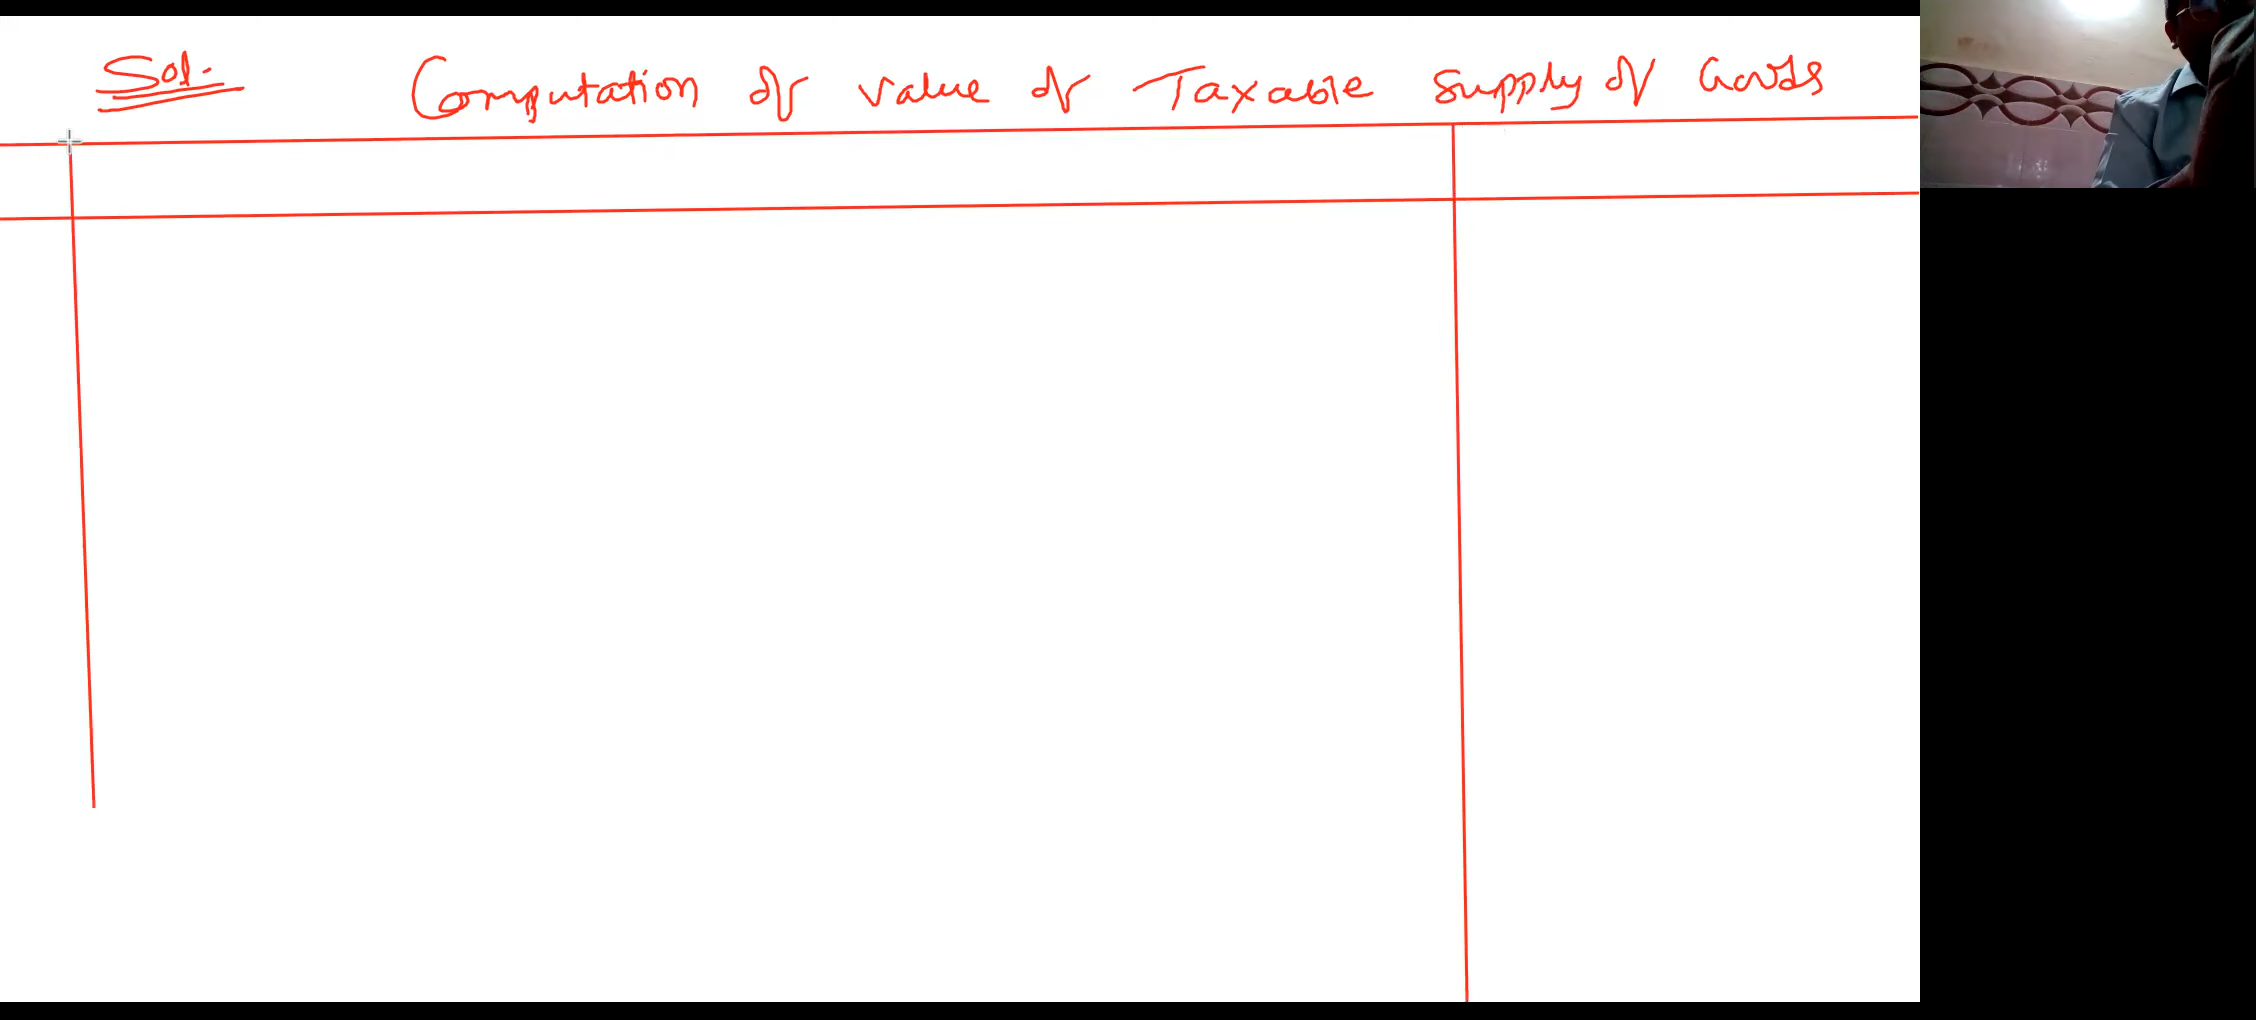 Sol. Computation of value of Taxable supply of Goods